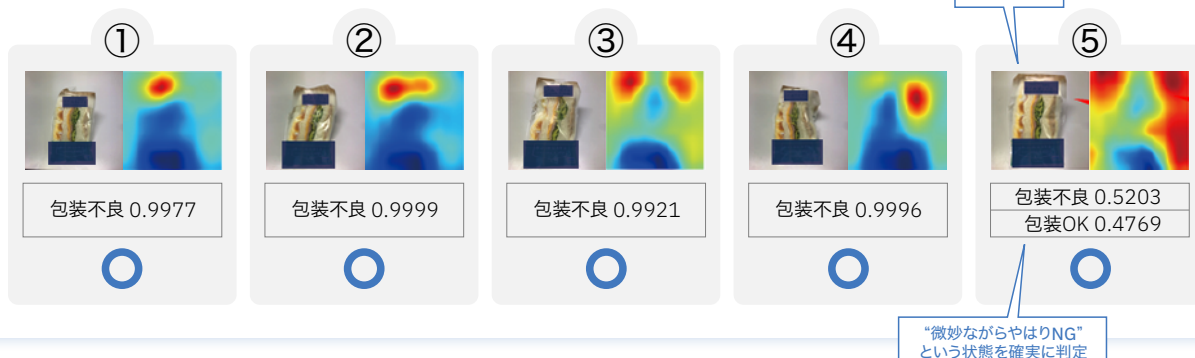 ①
②
③
④
⑤
包装不良 0.9977
包装不良 0.9999
包装不良 0.9921
包装不良 0.9996
包装不良 0.5203
包装OK 0.4769
“微妙ながらやはりNG”
という状態を確実に判定